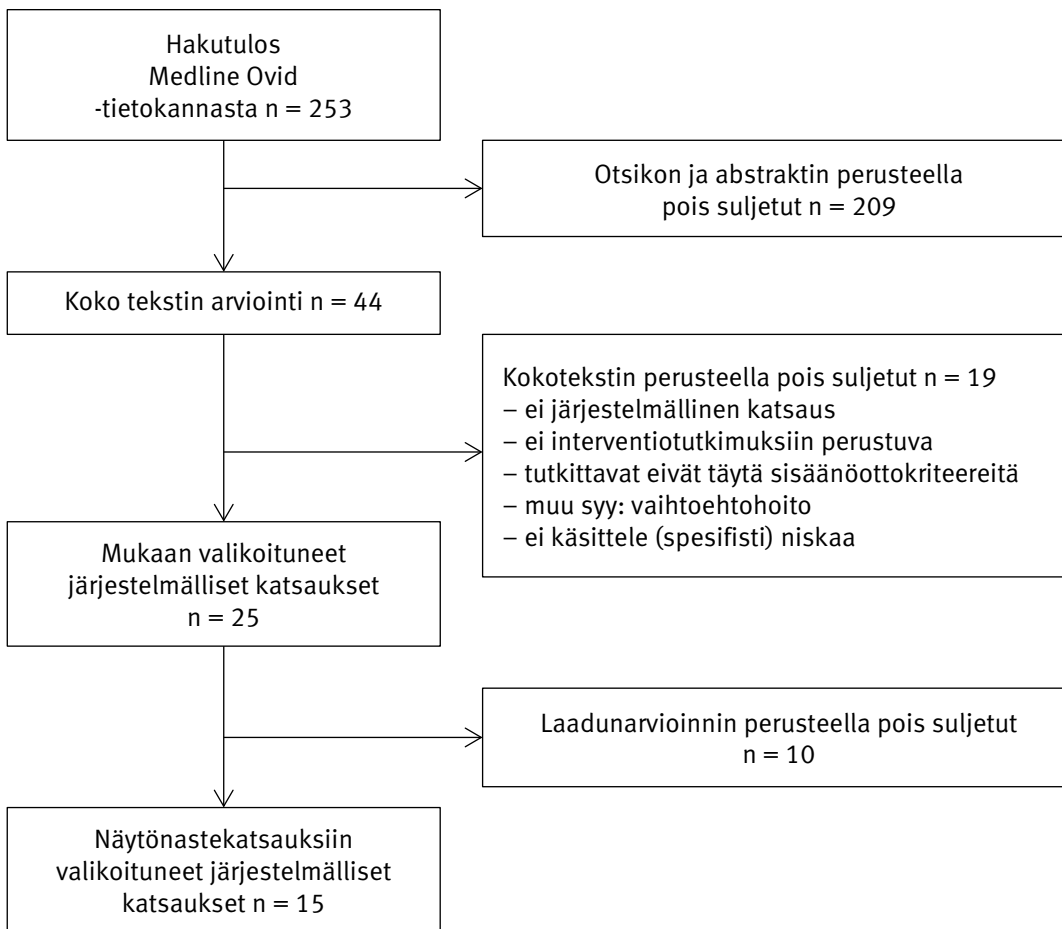 Hakutulos
Medline Ovid
-tietokannasta n = 253
Otsikon ja abstraktin perusteella
pois suljetut n = 209
Koko tekstin arviointi n = 44
Kokotekstin perusteella pois suljetut n = 19
– ei järjestelmällinen katsaus
– ei interventiotutkimuksiin perustuva
– tutkittavat eivät täytä sisäänöottokriteereitä
– muu syy: vaihtoehtohoito
– ei käsittele (spesifisti) niskaa
Mukaan valikoituneet
järjestelmälliset katsaukset
n = 25
Laadunarvioinnin perusteella pois suljetut
n = 10
Näytönastekatsauksiin
valikoituneet järjestelmälliset
katsaukset n = 15